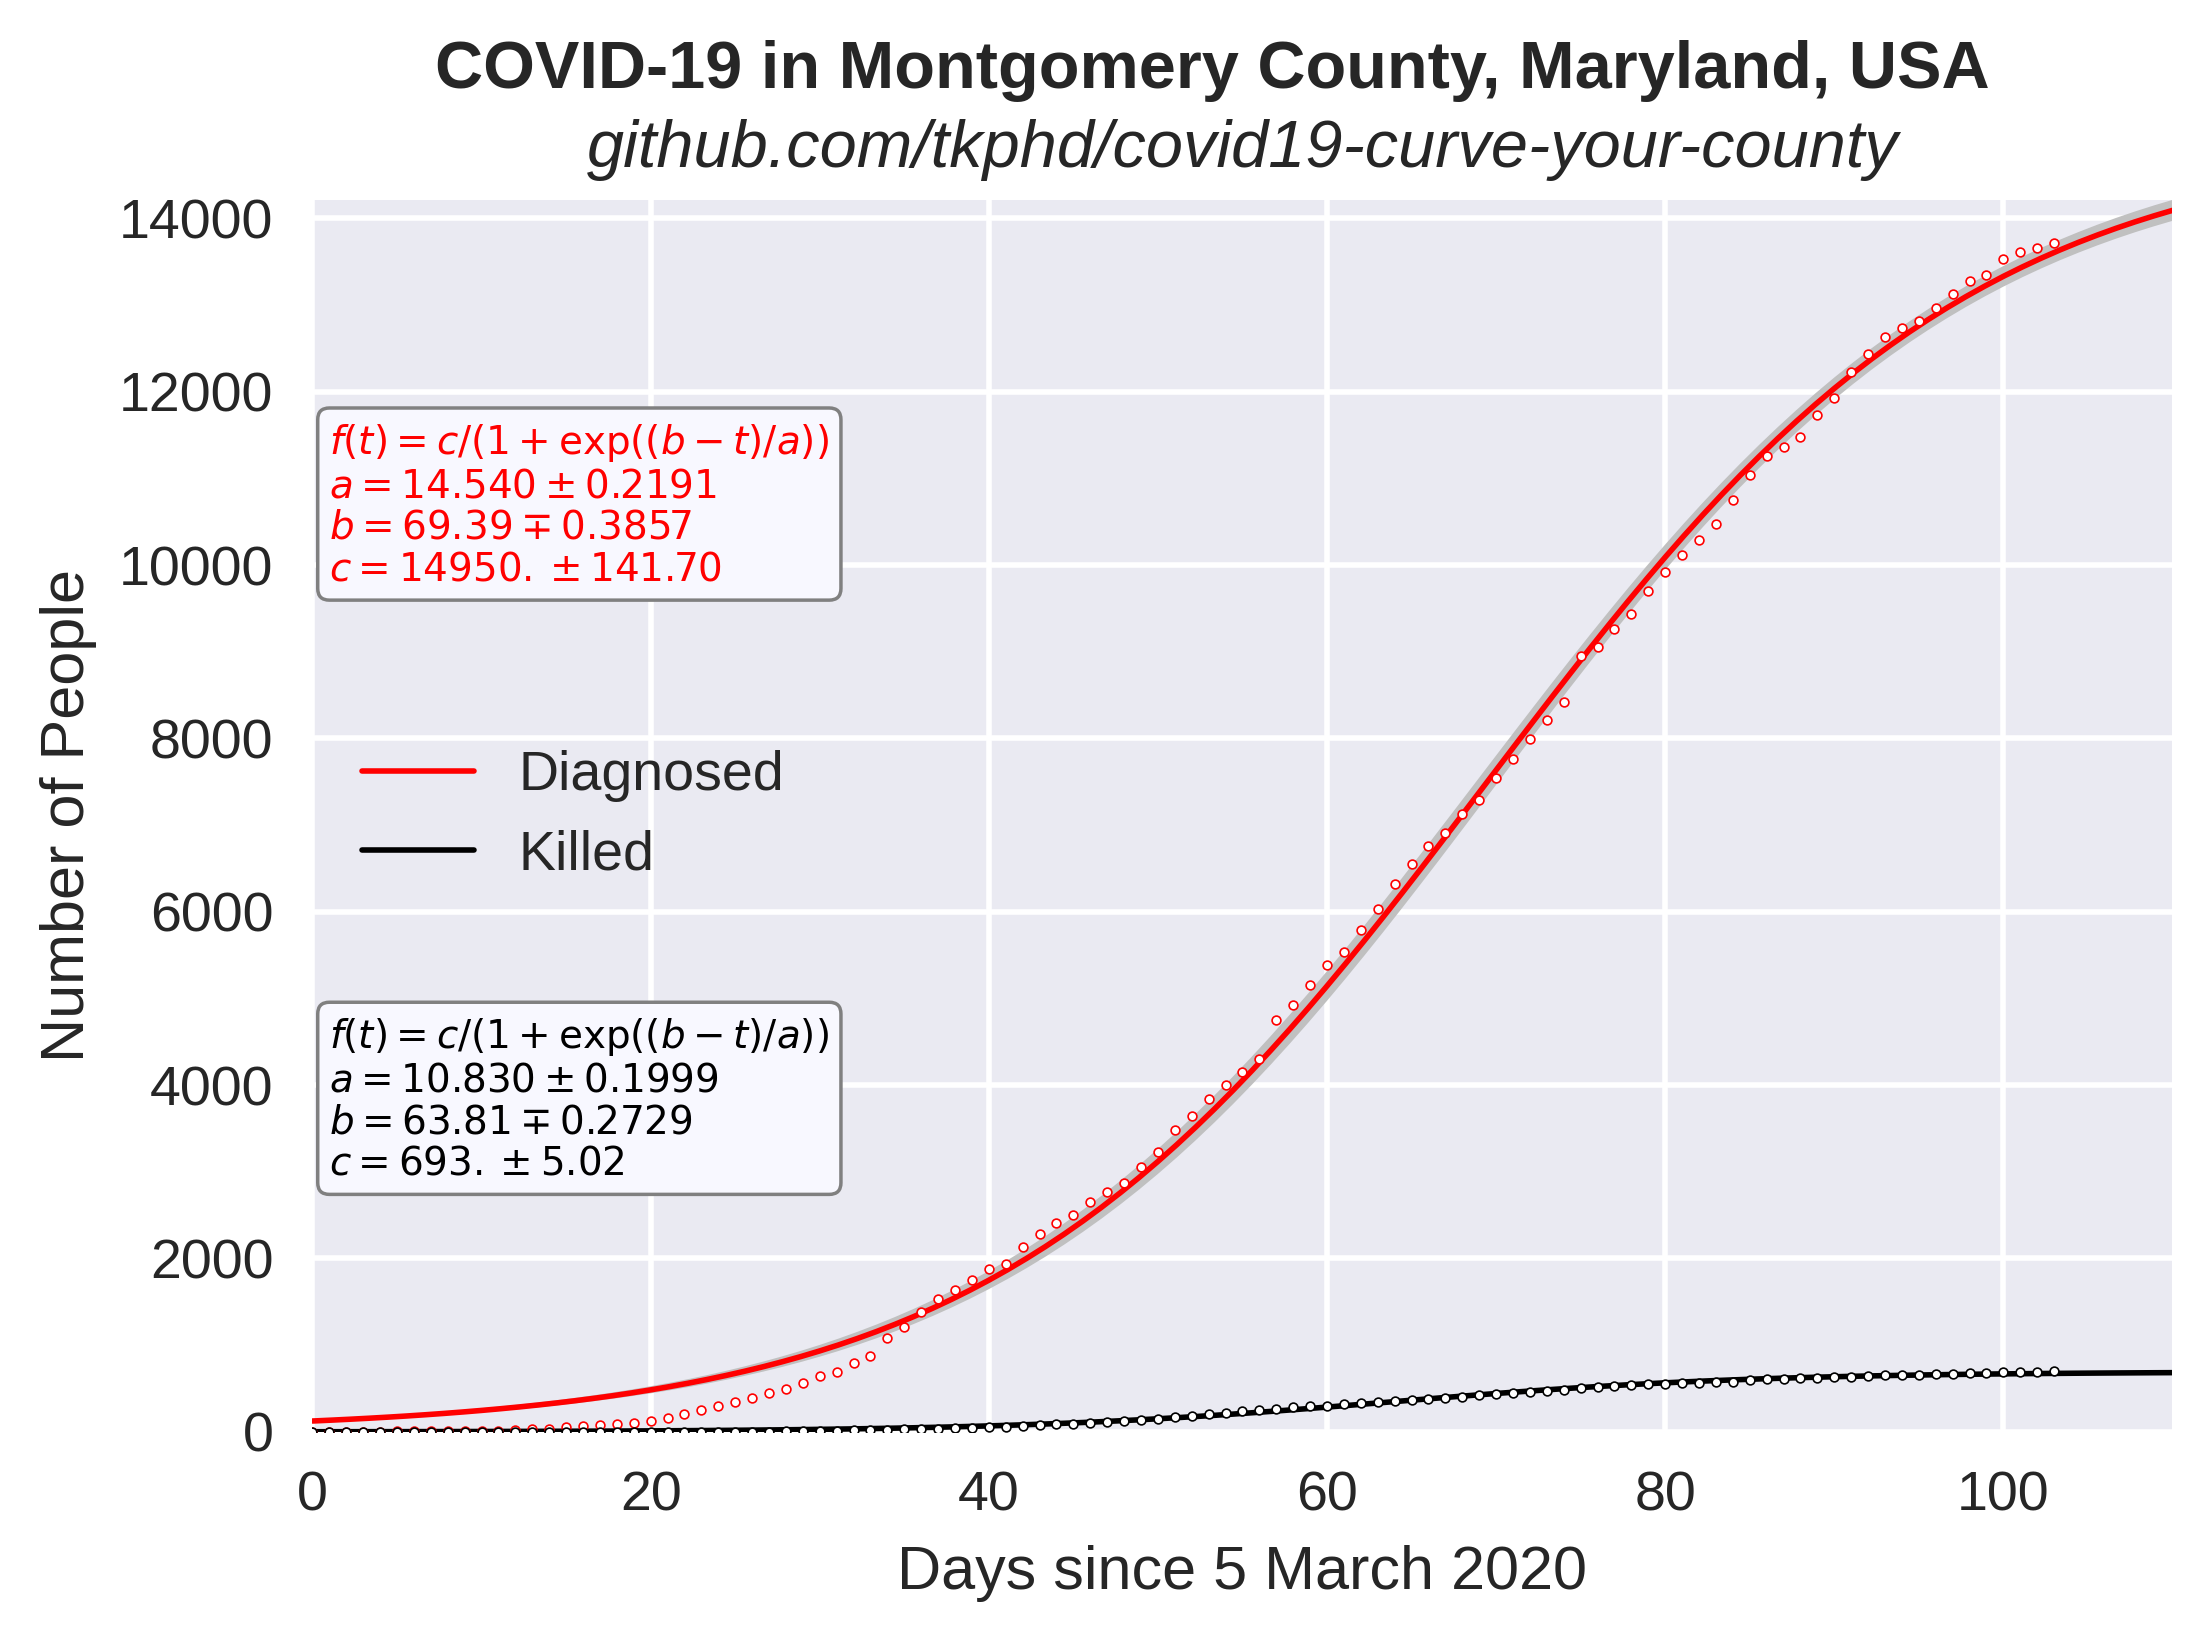 COVID-19 in Montgomery County, Maryland, USA
github.com/tkphd/covid19-curve-your-county
Number of People
14000
12000
10000
8000
6000
4000
2000
0
f(t) = c/(1 + exp((b − t)/a))
a = 14.540 ± 0.2191
b = 69.39 ∓ 0.3857
c = 14950. ± 141.70
Diagnosed
Killed
f(t) = c/(1 + exp((b − t)/a))
a = 10.830 ± 0.1999
b = 63.81 ∓ 0.2729
c = 693. ± 5.02
0 20 40 60 80 100
Days since 5 March 2020